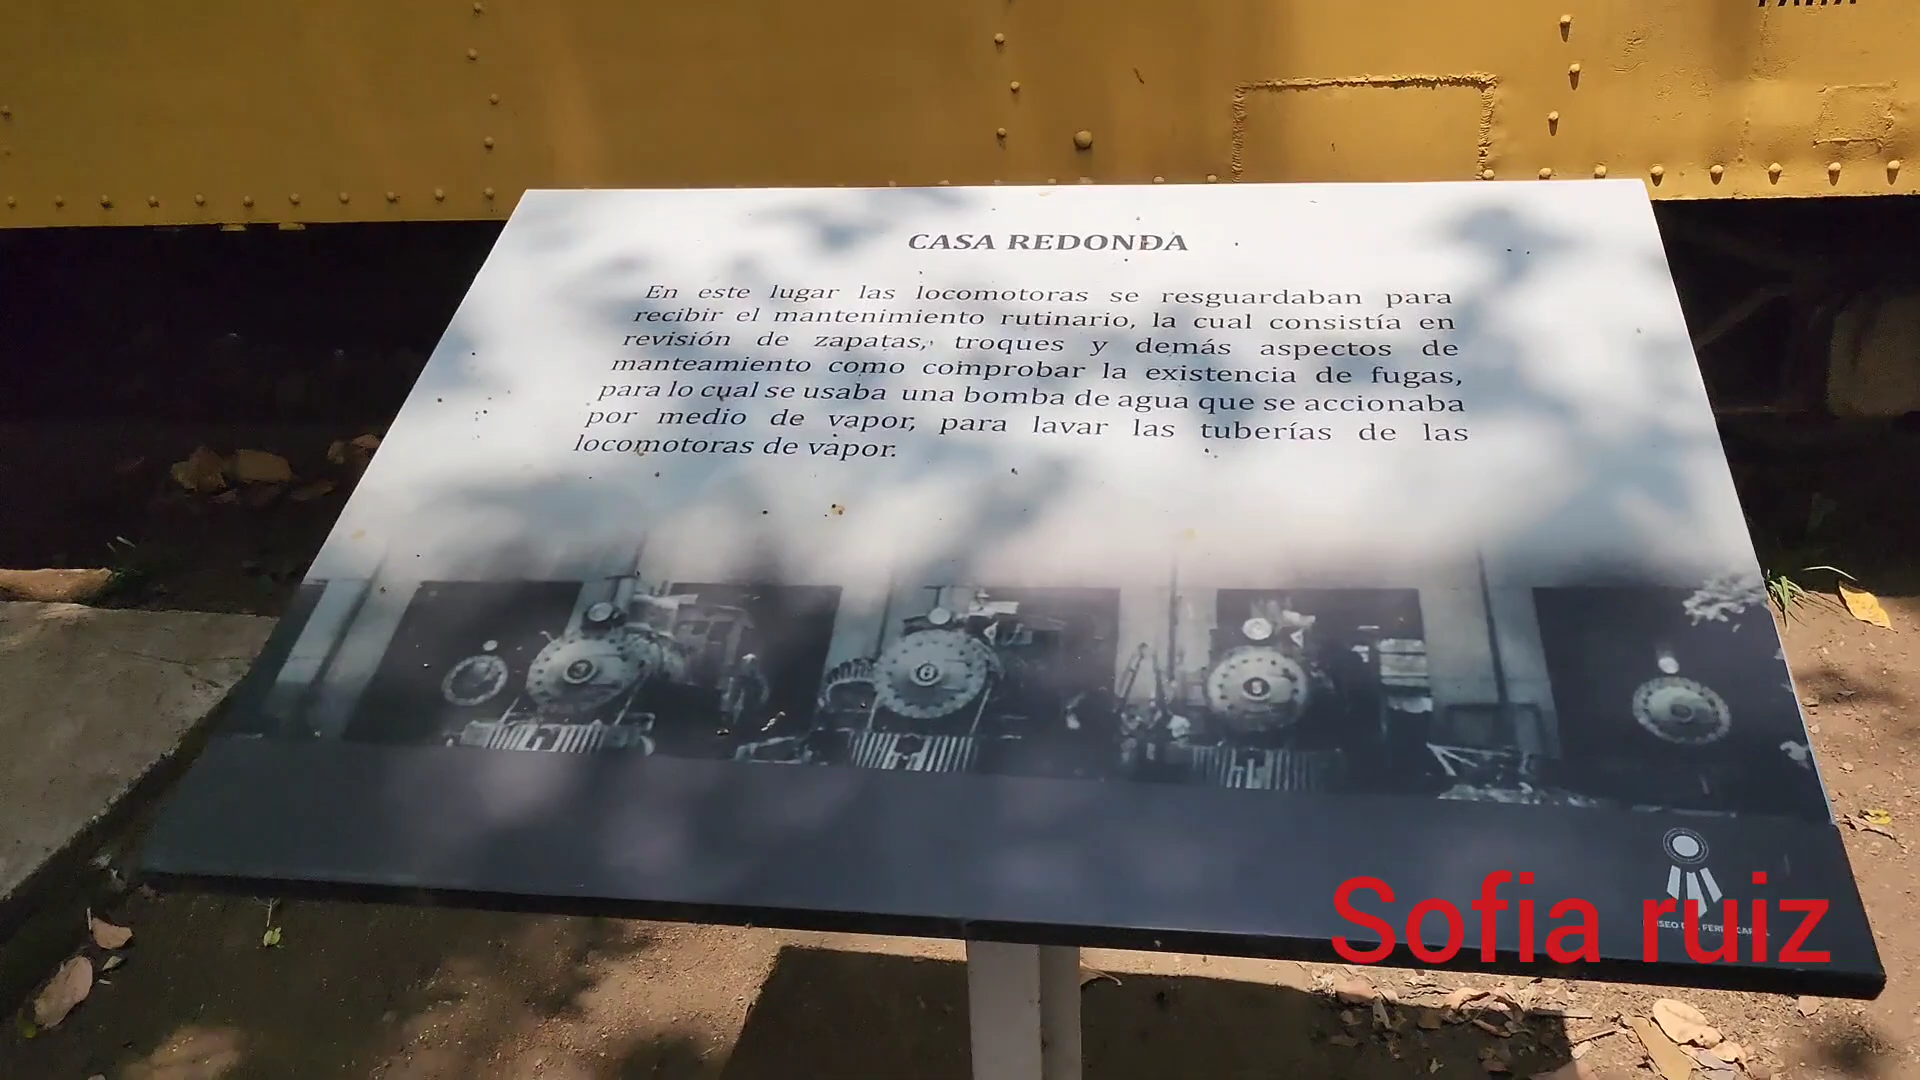 CASA REDONDA
En este lugar las locomotoras se resguardaban para
recibir el mantenimiento rutinario, la cual consistía en
revisión de zapatas, troques y demás aspectos de
manteamiento como comprobar la existencia de fugas,
para lo cual se usaba una bomba de agua que se accionaba
por medio de vapor, para lavar las tuberías de las
locomotoras de vapor.
Sofia ruiz